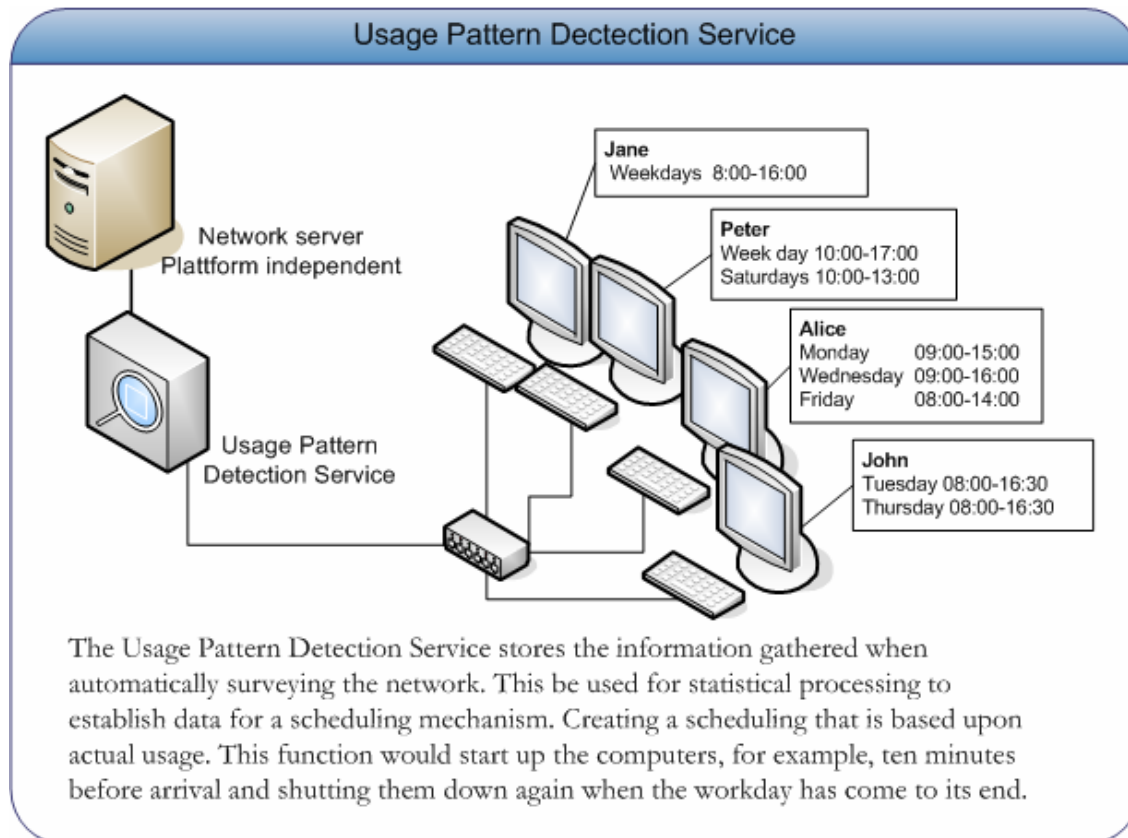 Usage Pattern Dectection Service
Network server
Plattform independent
Usage Pattern
Detection Service
Jane
Weekdays 8:00-16:00
Peter
Week day 10:00-17:00
Saturdays 10:00-13:00
Alice
Monday 09:00-15:00
Wednesday 09:00-16:00
Friday 08:00-14:00
John
Tuesday 08:00-16:30
Thursday 08:00-16:30
The Usage Pattern Detection Service stores the information gathered when
automatically surveying the network. This be used for statistical processing to
establish data for a scheduling mechanism. Creating a scheduling that is based upon
actual usage. This function would start up the computers, for example, ten minutes
before arrival and shutting them down again when the workday has come to its end.